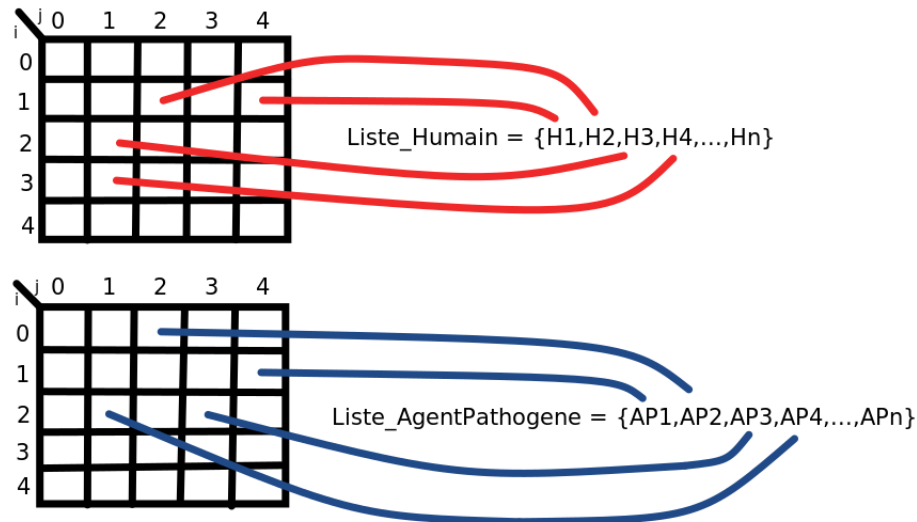 j
i
0 1 2 3 4
0
1
2
3
4
Liste_Humain = {H1,H2,H3,H4,...,Hn}
j
i
0 1 2 3 4
0
1
2
3
4
Liste_AgentPathogene = {AP1,AP2,AP3,AP4,...,APn}